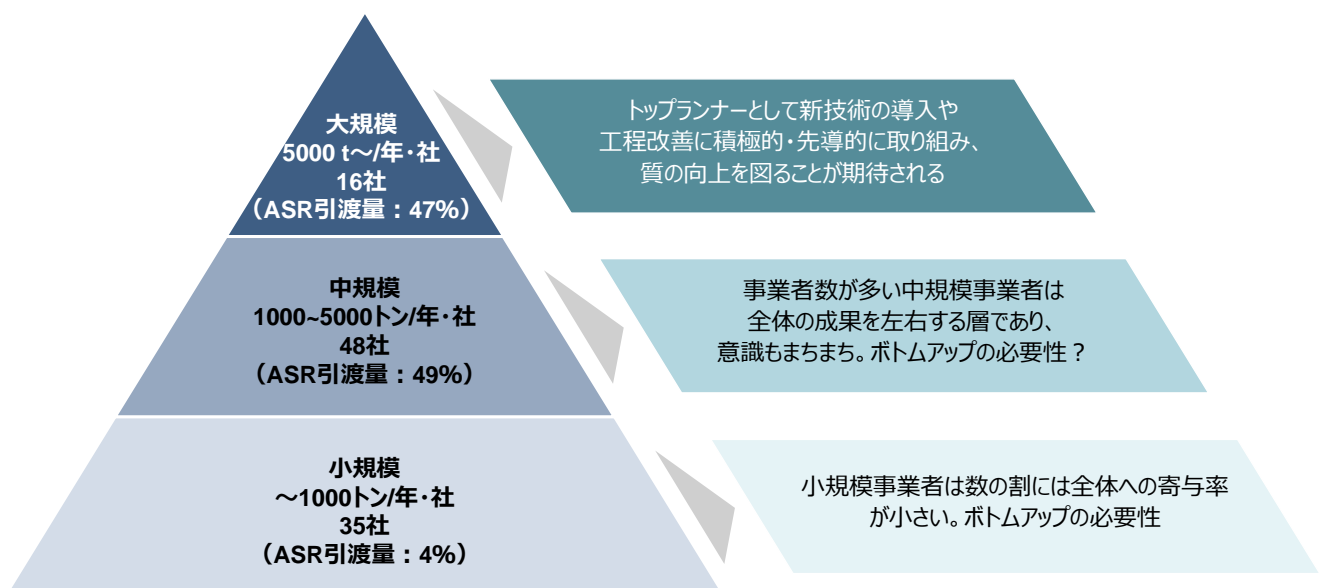 大規模
5000 t～/年・社
16社
（ASR引渡量：47%）
トップランナーとして新技術の導入や
工程改善に積極的・先導的に取り組み、
質の向上を図ることが期待される
中規模
1000~5000トン/年・社
48社
（ASR引渡量：49%）
事業者数が多い中規模事業者は
全体の成果を左右する層であり、
意識もまちまち。ボトムアップの必要性？
小規模
～1000トン/年・社
35社
（ASR引渡量：4%）
小規模事業者は数の割には全体への寄与率
が小さい。ボトムアップの必要性